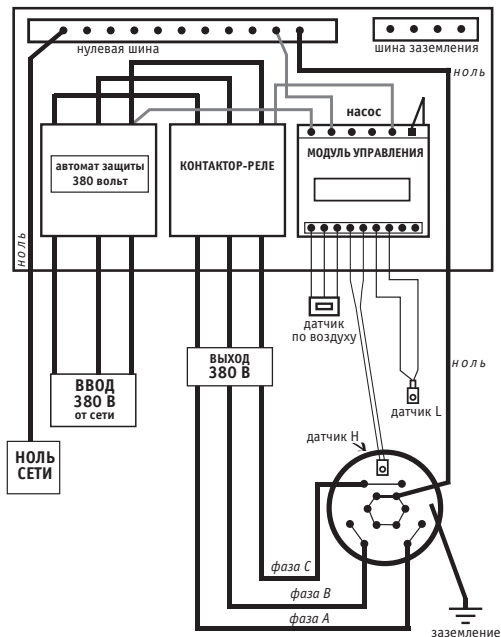 нулевая шина
шина заземления
ноль
насос
автомат защиты
380 вольт
КОНТАКТОР-РЕЛЕ
МОДУЛЬ УПРАВЛЕНИЯ
ноль
датчик
по воздуху
ВЫХОД
380 В
ноль
ВВОД
380 В
от сети
датчик L
датчик H
НОЛЬ
СЕТИ
фаза С
фаза В
фаза А
заземление